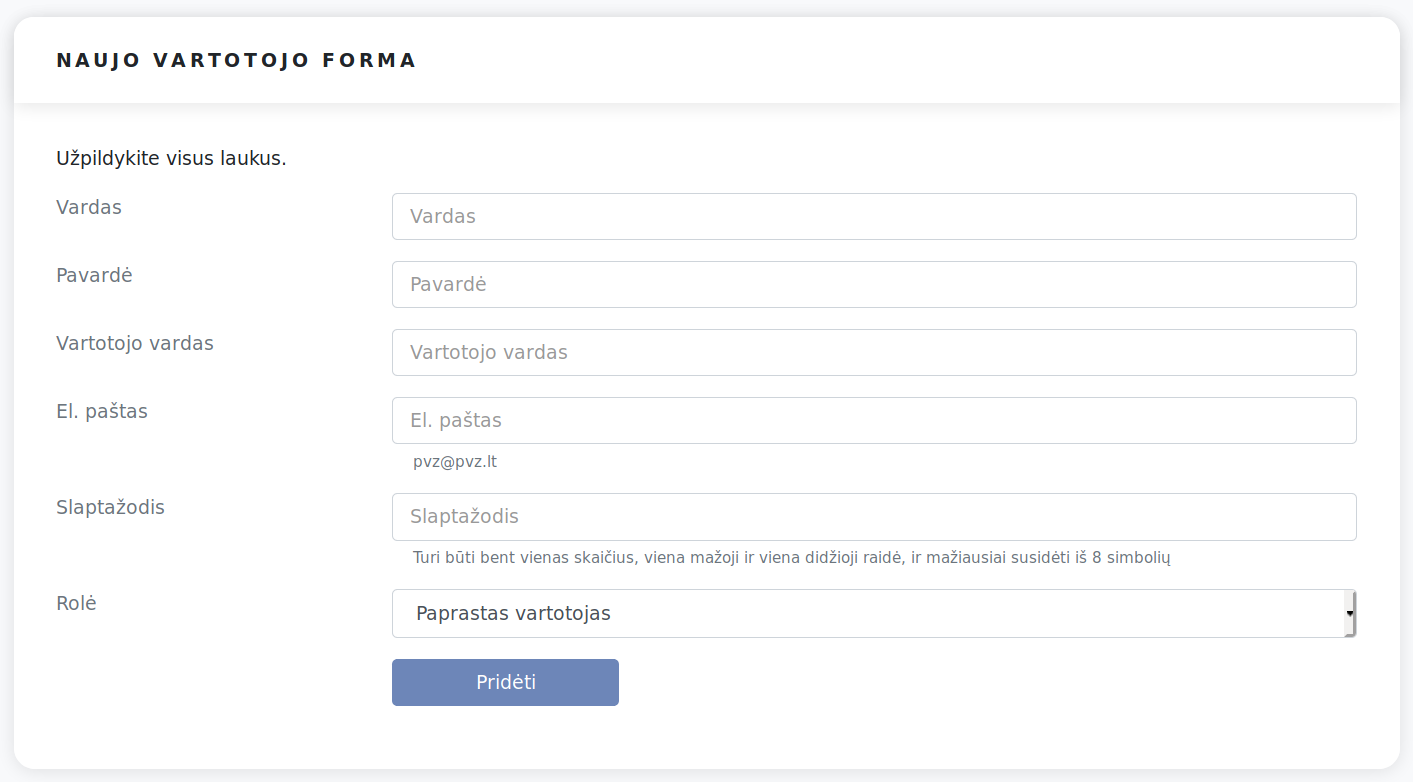 NAUJO VARTOTOJO FORMA
Užpildykite visus laukus.
Vardas
Vardas
Pavardė
Pavardė
Vartotojo vardas
Vartotojo vardas
El. paštas
El. paštas
pvz@pvz.lt
Slaptažodis
Slaptažodis
Turi būti bent vienas skaičius, viena mažoji ir viena didžioji raidė, ir mažiausiai susidėti iš 8 simbolių
Rolė
Paprastas vartotojas
Pridėti